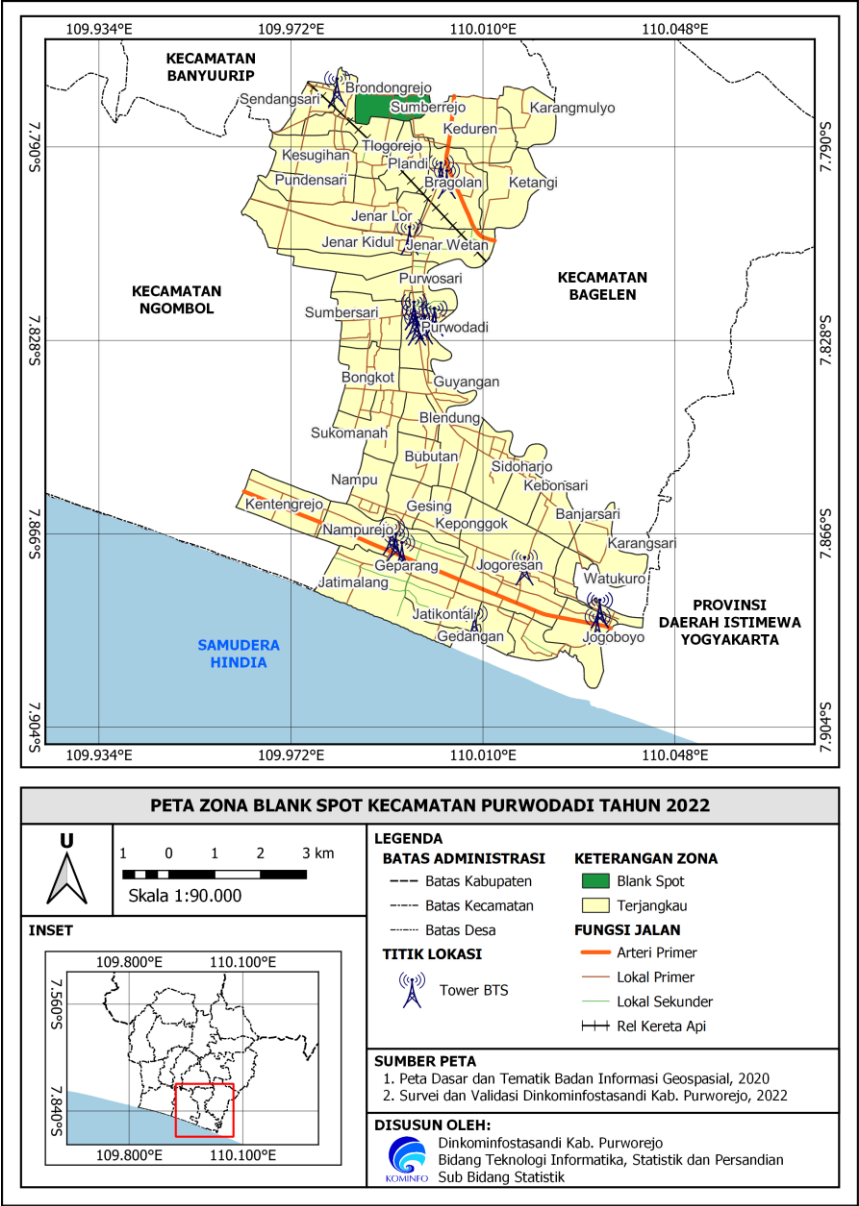 109.934°E 109.972°E 110.010°E 110.048°E
KECAMATAN
BANYUURIP
Brondongrejo
Sendangsari
Sumberrejo
Karangmulyo
Keduren
7.790°S
7.790°S
Tlogorejo
Kesugihan
Plandi
Pundensari
Bragolan
Ketangi
Jenar Lor
Jenar Kidul
Jenar Wetan
Purwosari
KECAMATAN
NGOMBOL
KECAMATAN
BAGELEN
Sumbersari
Purwodadi
7.828°S
7.828°S
Bongkot
Guyangan
Blendung
Sukomanah
Bubutan
Sidoharjo
Nampu
Kebonsari
Kentengrejo
Gesing
Keponggok
Banjarsari
7.866°S
7.866°S
Nampurejo
Karangsari
Geparang
Jogoresan
Jatimalang
Watukuro
Jatikontal
Gedangan
Jogoboyo
PROVINSI
DAERAH ISTIMEWA
YOGYAKARTA
SAMUDERA
HINDIA
7.904°S
7.904°S
109.934°E 109.972°E 110.010°E 110.048°E
PETA ZONA BLANK SPOT KECAMATAN PURWODADI TAHUN 2022
U
1 0 1 2 3 km
Skala 1:90.000
INSET
109.800°E 110.100°E
7.560°S
7.840°S
109.800°E 110.100°E
LEGENDA
BATAS ADMINISTRASI
Batas Kabupaten
Batas Kecamatan
Batas Desa
TITIK LOKASI
Tower BTS
KETERANGAN ZONA
Blank Spot
Terjangkau
FUNGSI JALAN
Arteri Primer
Lokal Primer
Lokal Sekunder
Rel Kereta Api
SUMBER PETA
1. Peta Dasar dan Tematik Badan Informasi Geospasial, 2020
2. Survei dan Validasi Dinkominfostasandi Kab. Purworejo, 2022
DISUSUN OLEH:
KOMINFO
Dinkominfostasandi Kab. Purworejo
Bidang Teknologi Informatika, Statistik dan Persandian
Sub Bidang Statistik